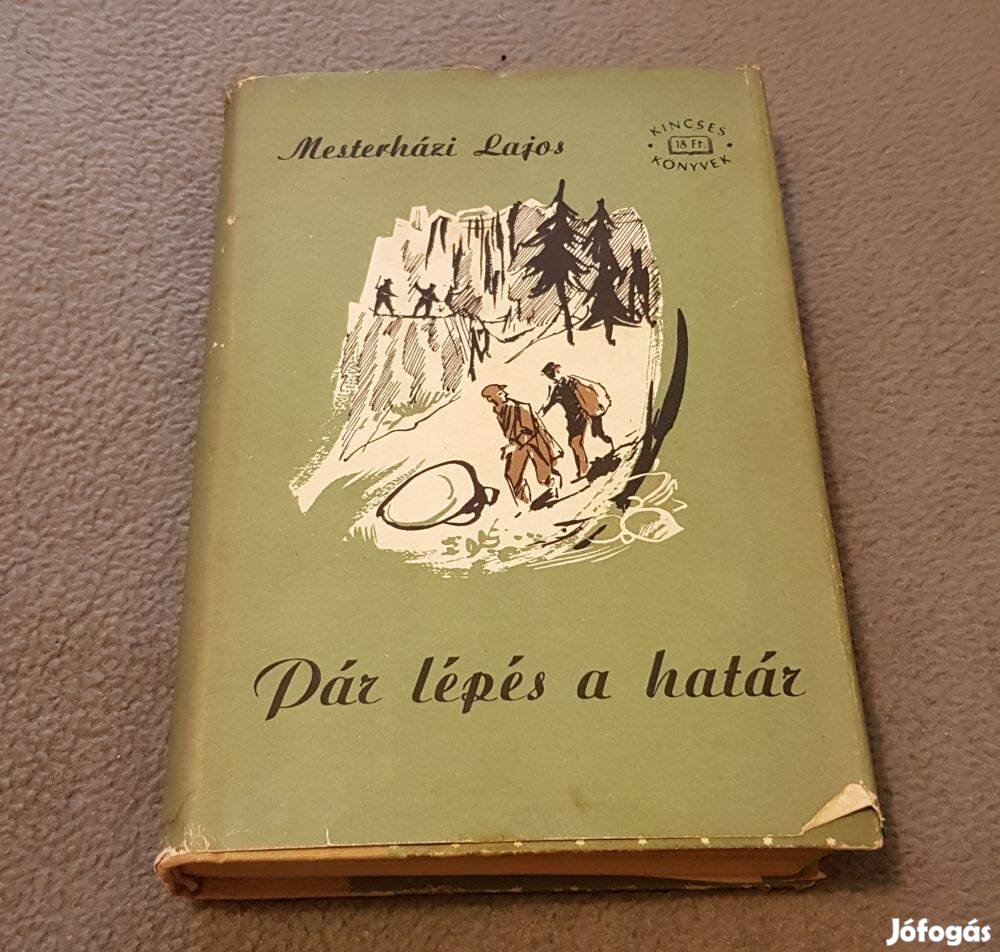 Mesterházi Lajos
KINCSES
18 Ft.
KÖNYVEK
Pár lépés a határ
Jófogás